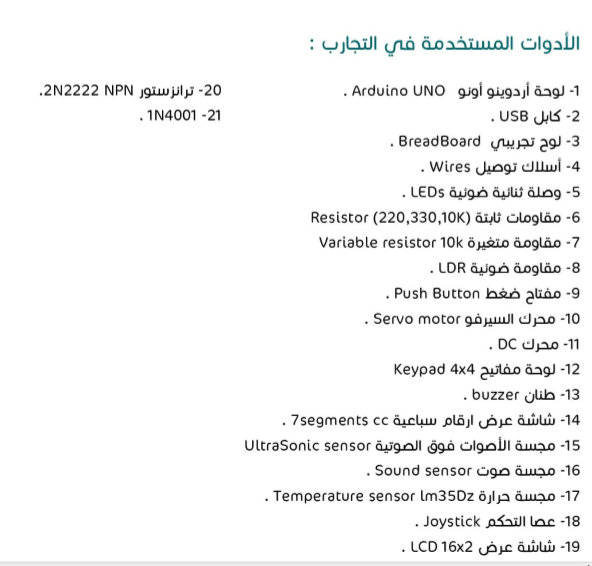 الأدوات المستخدمة في التجارب :
1- لوحة أردوينو أونو Arduino UNO .
2- كابل USB .
3- لوح تجريبي BreadBoard .
4- أسلاك توصيل Wires .
5- وصلة ثنائية ضوئية LEDs .
6- مقاومات ثابتة Resistor (220,330,10K)
7- مقاومة متغيرة Variable resistor 10k
8- مقاومة ضوئية LDR .
9- مفتاح ضغط Push Button .
10- محرك السيرفو Servo motor .
11- محرك DC .
12- لوحة مفاتيح Keypad 4x4
13- طنان buzzer .
14- شاشة عرض ارقام سباعية 7segments cc .
15- مجسة الأصوات فوق الصوتية UltraSonic sensor
16- مجسة صوت Sound sensor .
17- مجسة حرارة Temperature sensor lm35Dz .
18- عصا التحكم Joystick .
19- شاشة عرض LCD 16x2 .
20- ترانزستور 2N2222 NPN.
21- 1N4001 .